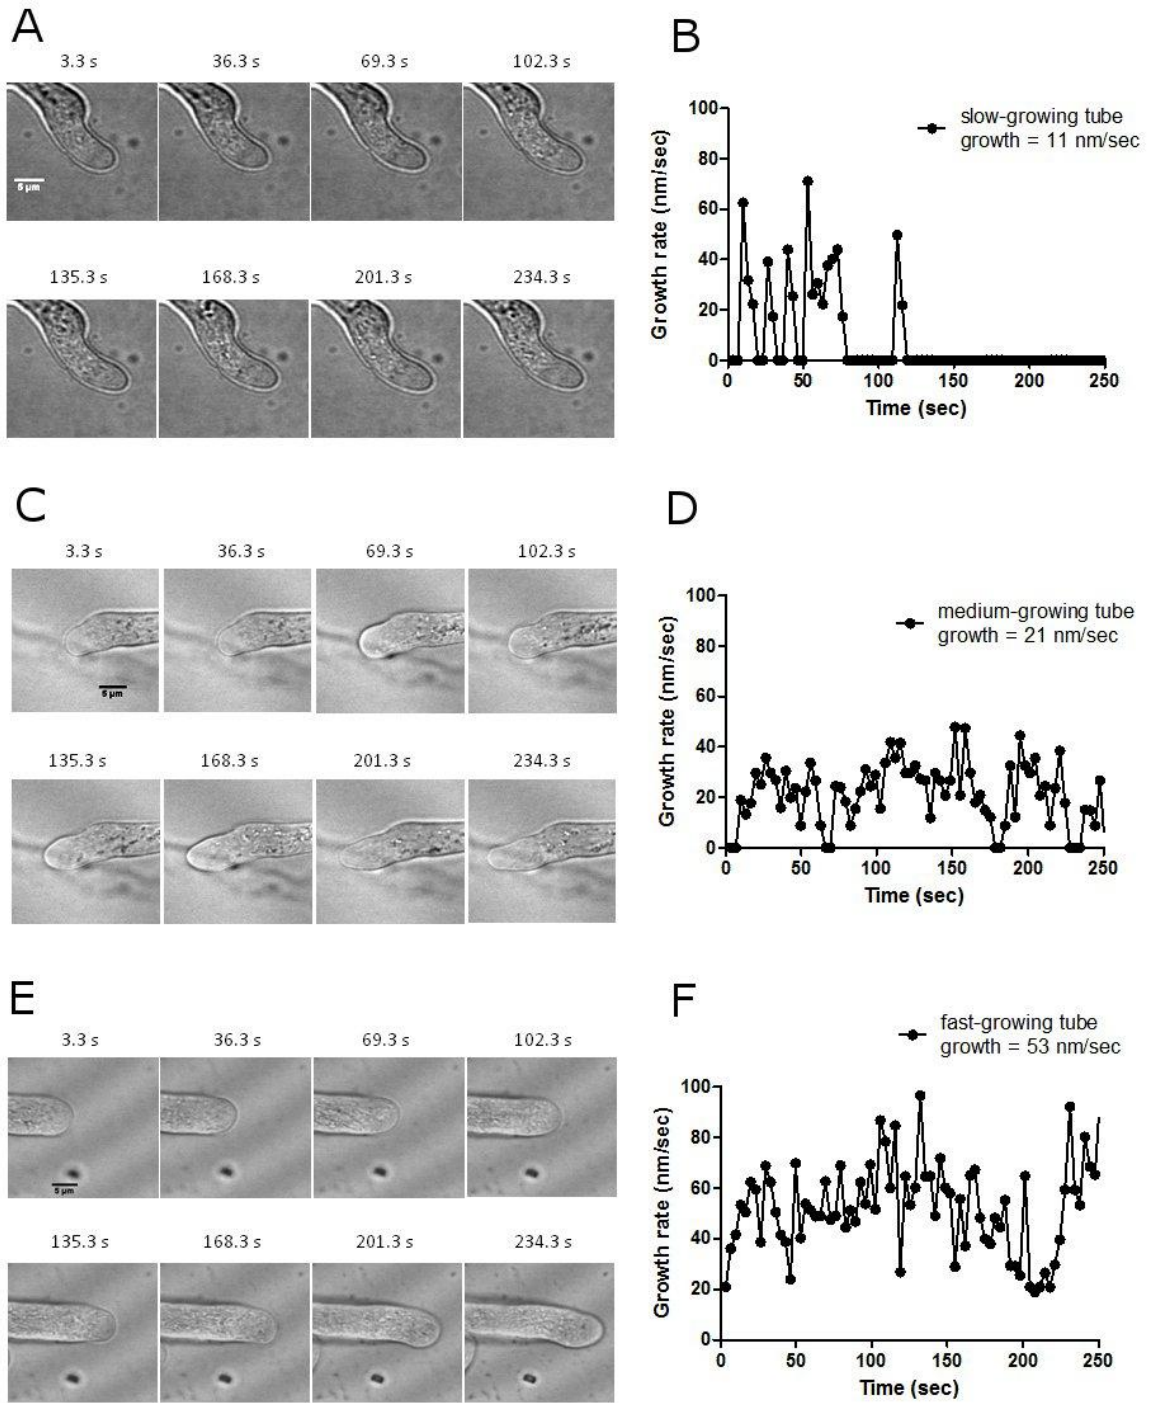 A
3.3 s 36.3 s 69.3 s 102.3 s
5 µm
135.3 s 168.3 s 201.3 s 234.3 s
B
slow-growing tube
growth = 11 nm/sec
Growth rate (nm/sec)
100
80
60
40
20
0
0 50 100 150 200 250
Time (sec)
C
3.3 s 36.3 s 69.3 s 102.3 s
5 µm
135.3 s 168.3 s 201.3 s 234.3 s
D
medium-growing tube
growth = 21 nm/sec
Growth rate (nm/sec)
100
80
60
40
20
0
0 50 100 150 200 250
Time (sec)
E
3.3 s 36.3 s 69.3 s 102.3 s
5 µm
135.3 s 168.3 s 201.3 s 234.3 s
F
fast-growing tube
growth = 53 nm/sec
Growth rate (nm/sec)
100
80
60
40
20
0
0 50 100 150 200 250
Time (sec)